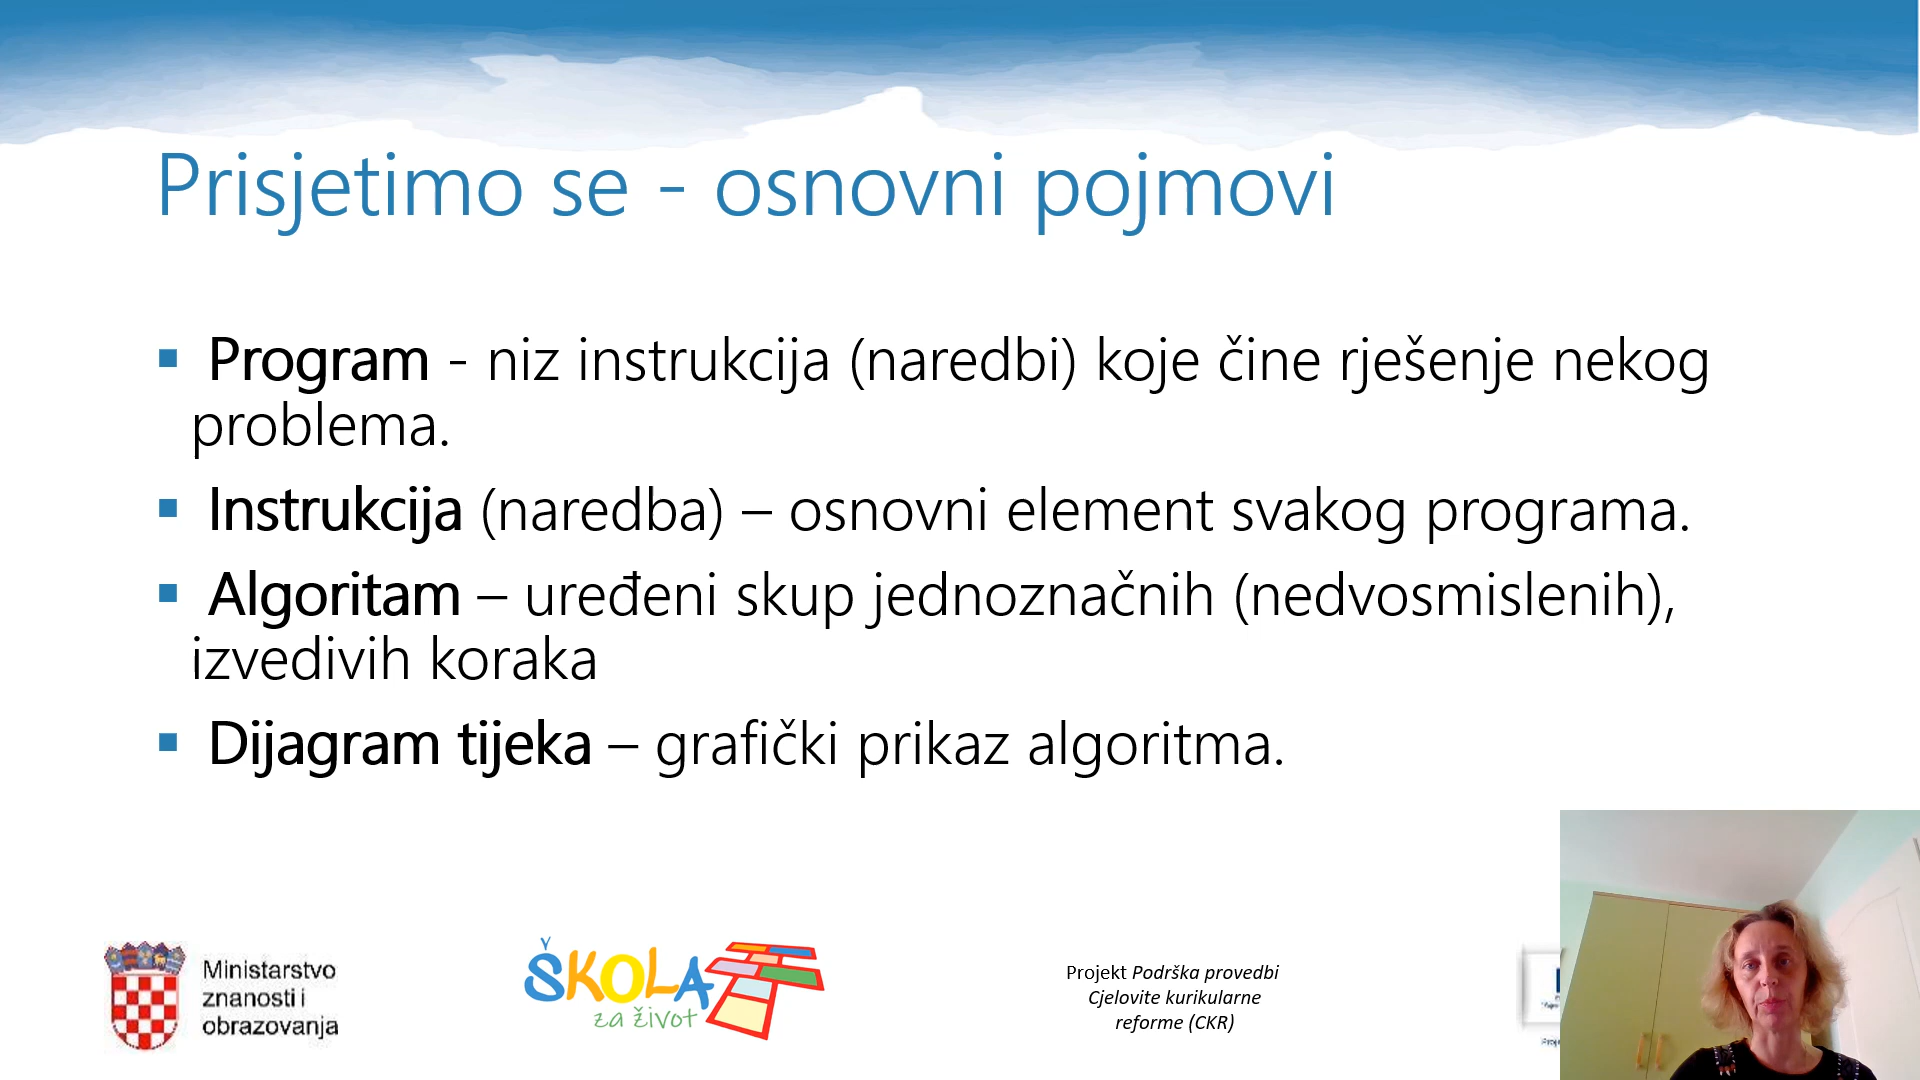 Prisjetimo se - osnovni pojmovi
Program - niz instrukcija (naredbi) koje čine rješenje nekog
problema.
Instrukcija (naredba) – osnovni element svakog programa.
Algoritam – uređeni skup jednoznačnih (nedvosmislenih),
izvedivih koraka
Dijagram tijeka – grafički prikaz algoritma.
Ministarstvo
znanosti i
obrazovanja
ŠKOLA
za život
Projekt Podrška provedbi
Cjelovite kurikularne
reforme (CKR)